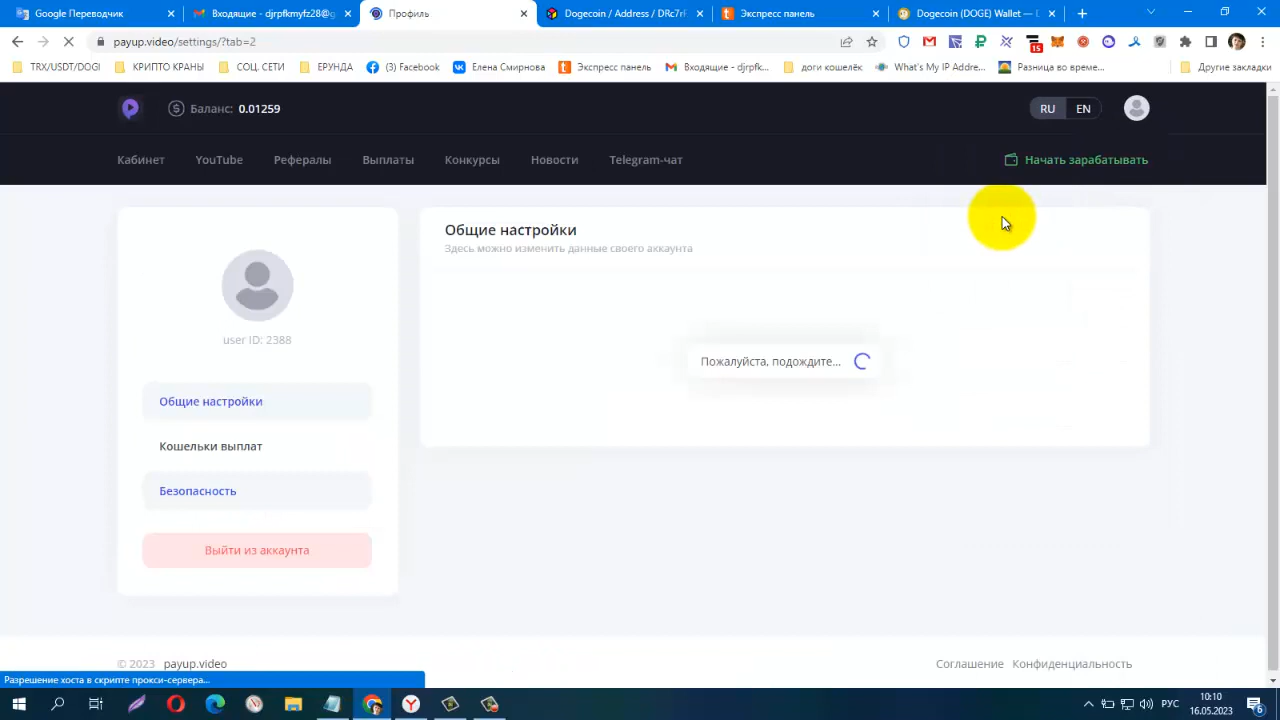 Google Переводчик
Входящие - djrpfkmyfz28@g
Профиль
Dogecoin / Address / DRc7rF
Экспресс панель
Dogecoin (DOGE) Wallet —
payup.video/settings/?tab=2
15
TRX/USDT/DOGI
КРИПТО КРАНЫ
СОЦ. СЕТИ
ЕРУНДА
(3) Facebook
Елена Смирнова
Экспресс панель
Входящие - djrpfk...
доги кошелёк
What's My IP Addre...
Разница во време...
Другие закладки
Баланс: 0.01259
RU EN
Кабинет
YouTube
Рефералы
Выплаты
Конкурсы
Новости
Telegram-чат
Начать зарабатывать
user ID: 2388
Общие настройки
Кошельки выплат
Безопасность
Выйти из аккаунта
Общие настройки
Здесь можно изменить данные своего аккаунта
Пожалуйста, подождите...
© 2023 payup.video
Соглашение Конфиденциальность
Разрешение хоста в скрипте прокси-сервера...
РУС
10:10
16.05.2023
6